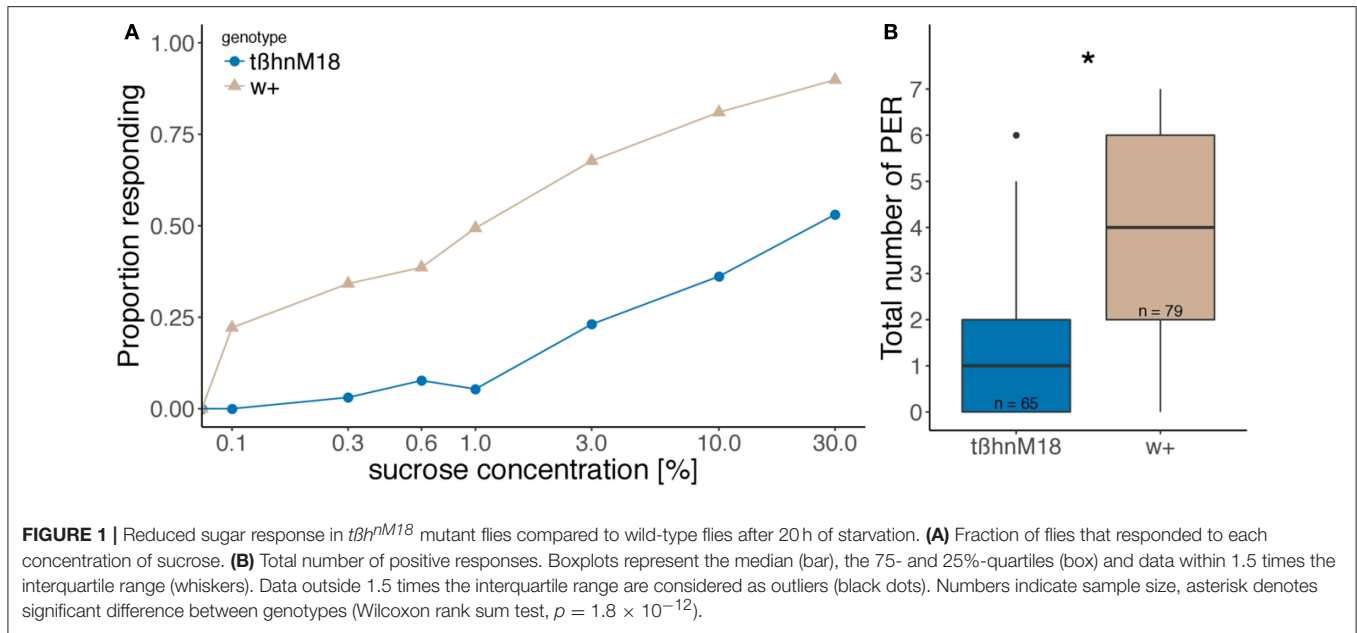 A
genotype
tßhnM18
w+
Proportion responding
1.00
0.75
0.50
0.25
0.00
0.1 0.3 0.6 1.0 3.0 10.0 30.0
sucrose concentration [%]
B
*
Total number of PER
7
6
5
4
3
2
1
0
n = 65
n = 79
tßhnM18 w+
FIGURE 1 | Reduced sugar response in tβhnM18 mutant flies compared to wild-type flies after 20 h of starvation. (A) Fraction of flies that responded to each
concentration of sucrose. (B) Total number of positive responses. Boxplots represent the median (bar), the 75- and 25%-quartiles (box) and data within 1.5 times the
interquartile range (whiskers). Data outside 1.5 times the interquartile range are considered as outliers (black dots). Numbers indicate sample size, asterisk denotes
significant difference between genotypes (Wilcoxon rank sum test, p = 1.8 × 10−12).